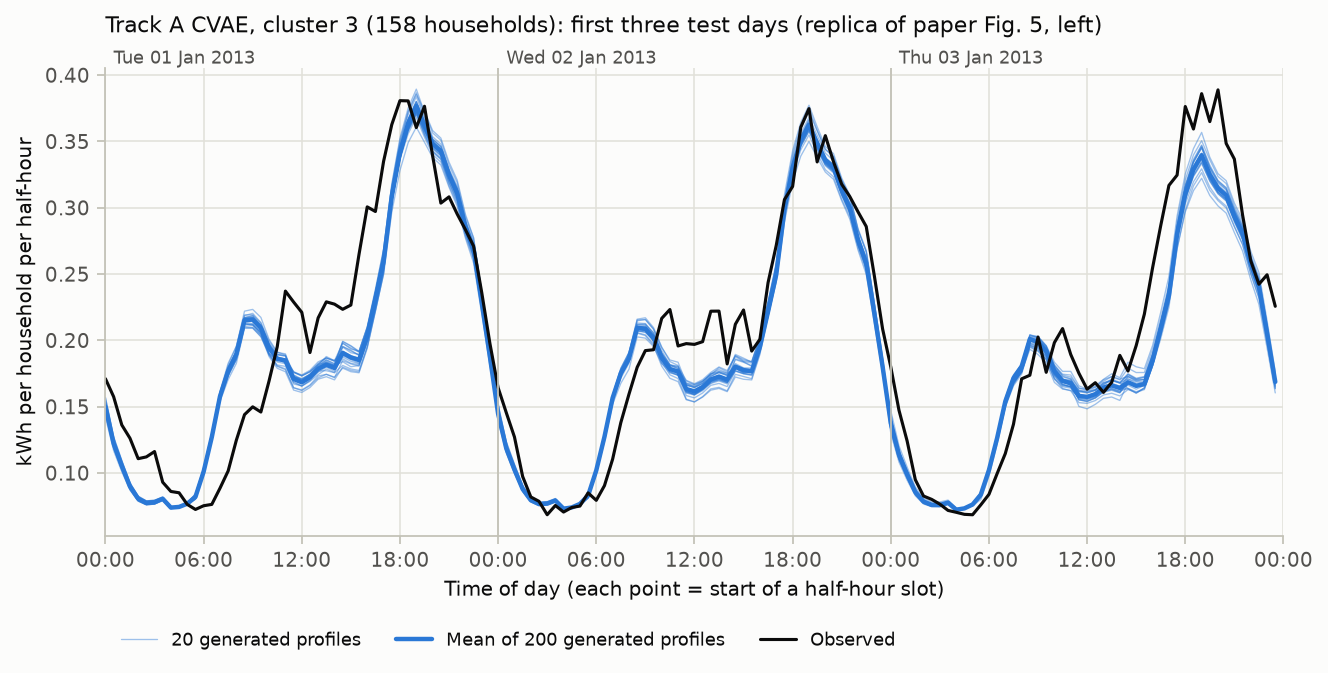 Track A CVAE, cluster 3 (158 households): first three test days (replica of paper Fig. 5, left)
Tue 01 Jan 2013 Wed 02 Jan 2013 Thu 03 Jan 2013
0.40
0.35
0.30
0.25
0.20
0.15
0.10
kWh per household per half-hour
00:00 06:00 12:00 18:00 00:00 06:00 12:00 18:00 00:00 06:00 12:00 18:00 00:00
Time of day (each point = start of a half-hour slot)
20 generated profiles Mean of 200 generated profiles Observed